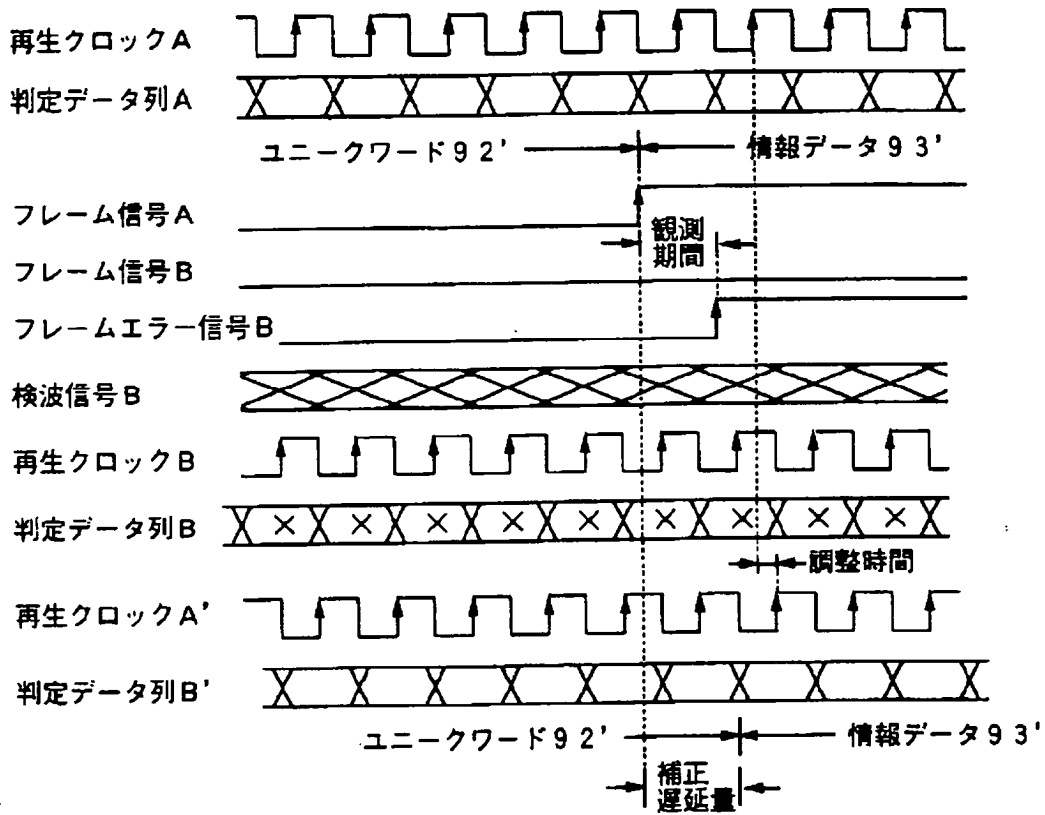 再生クロックA
判定データ列A
ユニークワード92'
情報データ93'
フレーム信号A
観測
期間
フレーム信号B
フレームエラー信号B
検波信号B
再生クロックB
判定データ列B
調整時間
再生クロックA'
判定データ列B'
ユニークワード92'
情報データ93'
補正
遅延量